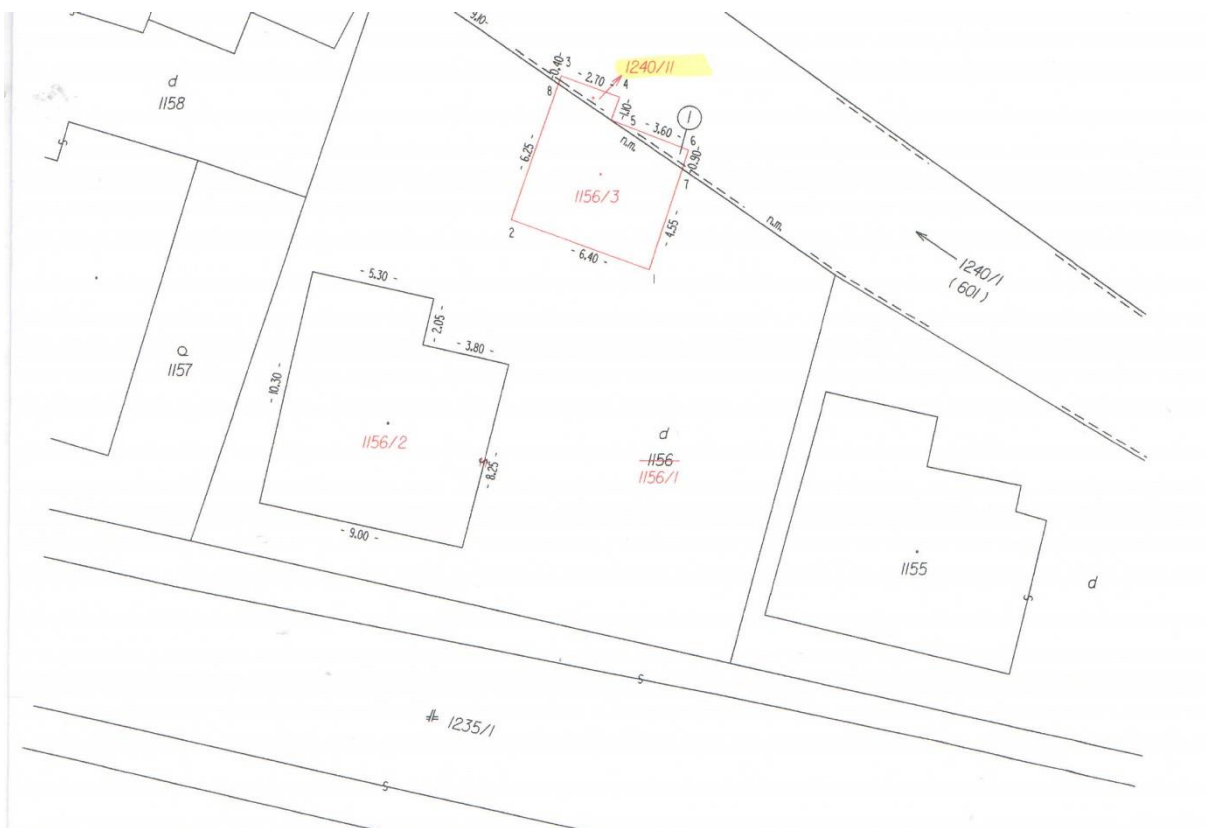 9.10-
1240/11
-0.40-
3
- 2.70 -
4
8
1.10-
5
- 3.60 -
6
1
n.m.
-0.90-
7
d
1158
- 6.25 -
1156/3
- 4.55 -
n.m.
2
- 6.40 -
1
1240/1
(601)
- 5.30 -
- 2.05 -
- 3.80 -
1157
- 10.30 -
1156/2
S
- 8.25 -
d
1156
1156/1
- 9.00 -
1155
S
d
S
# 1235/1
S